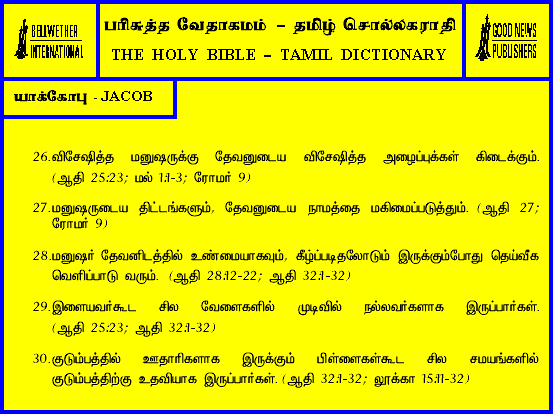 BELLWETHER
INTERNATIONAL
பரிசுத்த வேதாகமம் – தமிழ் சொல்லகராதி
THE HOLY BIBLE – TAMIL DICTIONARY
GOOD NEWS
PUBLISHERS
யாக்கோபு - JACOB
26.விசேஷித்த மனுஷருக்கு தேவனுடைய விசேஷித்த அழைப்புக்கள் கிடைக்கும்.
(ஆதி 25:23; மல் 1:1-3; ரோமர் 9)
27.மனுஷருடைய திட்டங்களும், தேவனுடைய நாமத்தை மகிமைப்படுத்தும். (ஆதி 27;
ரோமர் 9)
28.மனுஷர் தேவனிடத்தில் உண்மையாகவும், கீழ்ப்படிதலோடும் இருக்கும்போது தெய்வீக
வெளிப்பாடு வரும். (ஆதி 28:12-22; ஆதி 32:1-32)
29.இளையவர்கூட சில வேளைகளில் முடிவில் நல்லவர்களாக இருப்பார்கள்.
(ஆதி 25:23; ஆதி 32:1-32)
30.குடும்பத்தில் ஊதாரிகளாக இருக்கும் பிள்ளைகள்கூட சில சமயங்களில்
குடும்பத்திற்கு உதவியாக இருப்பார்கள். (ஆதி 32:1-32; லூக்கா 15:11-32)